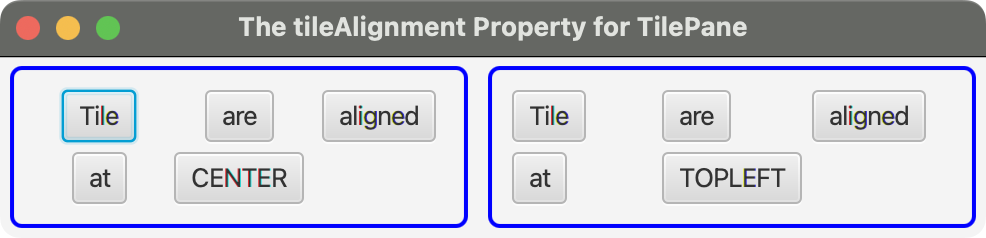 The tileAlignment Property for TilePane
Tile are aligned
at CENTER
Tile are aligned
at TOPLEFT